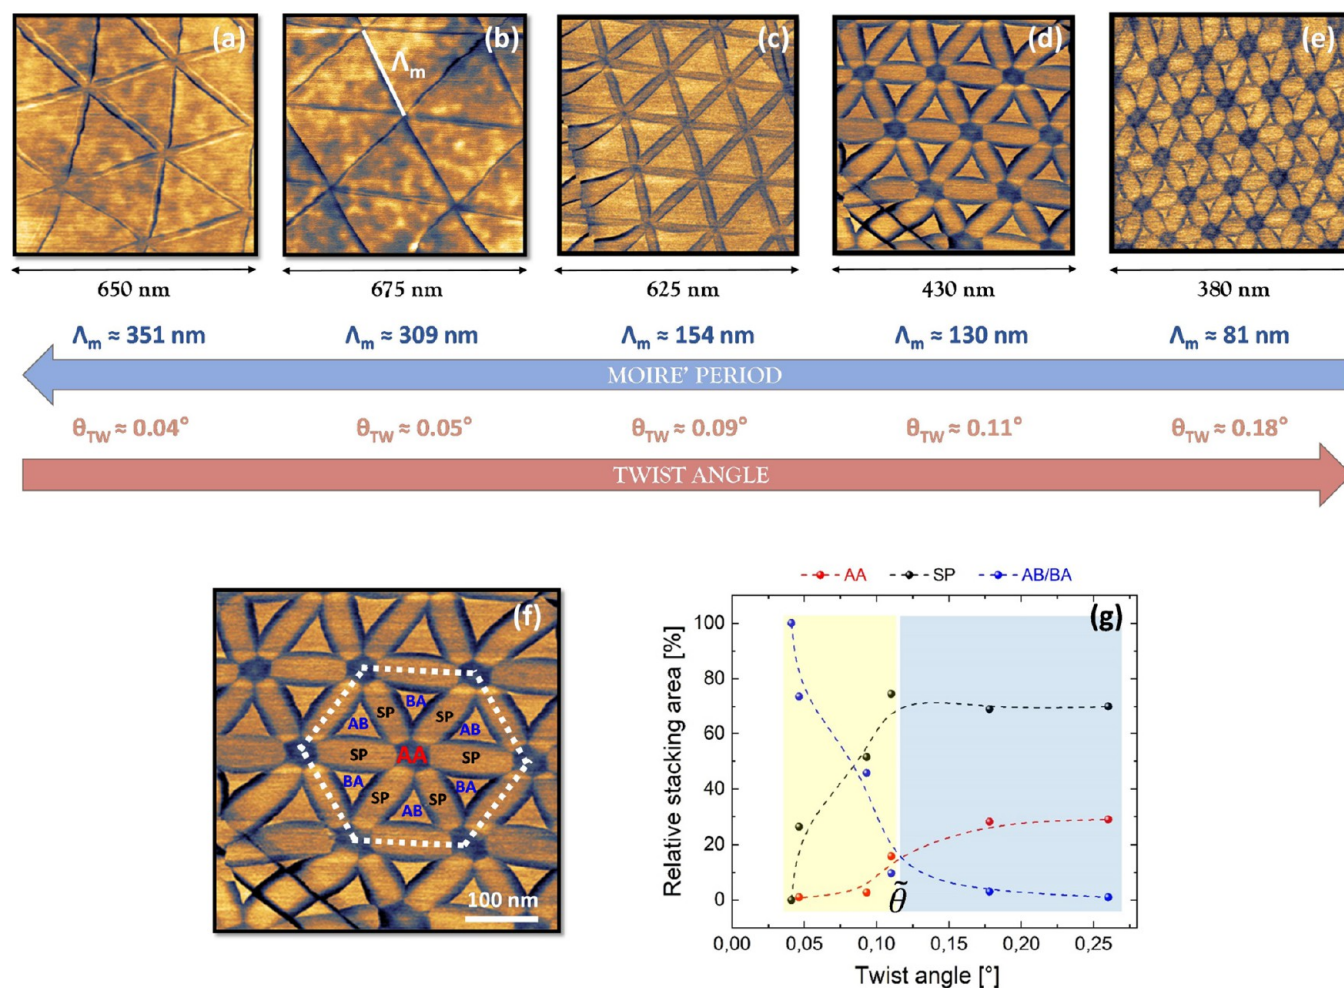 (a)
(b)
(c)
(d)
(e)
Λm
650 nm
675 nm
625 nm
430 nm
380 nm
Λm ≈ 351 nm
Λm ≈ 309 nm
Λm ≈ 154 nm
Λm ≈ 130 nm
Λm ≈ 81 nm
MOIRE' PERIOD
θTW ≈ 0.04°
θTW ≈ 0.05°
θTW ≈ 0.09°
θTW ≈ 0.11°
θTW ≈ 0.18°
TWIST ANGLE
(f)
BA
SP
SP
AB
AB
SP
AA
SP
BA
BA
SP
SP
AB
100 nm
AA
SP
AB/BA
(g)
Relative stacking area [%]
100
80
60
40
20
0
θ̃
0,00
0,05
0,10
0,15
0,20
0,25
Twist angle [°]